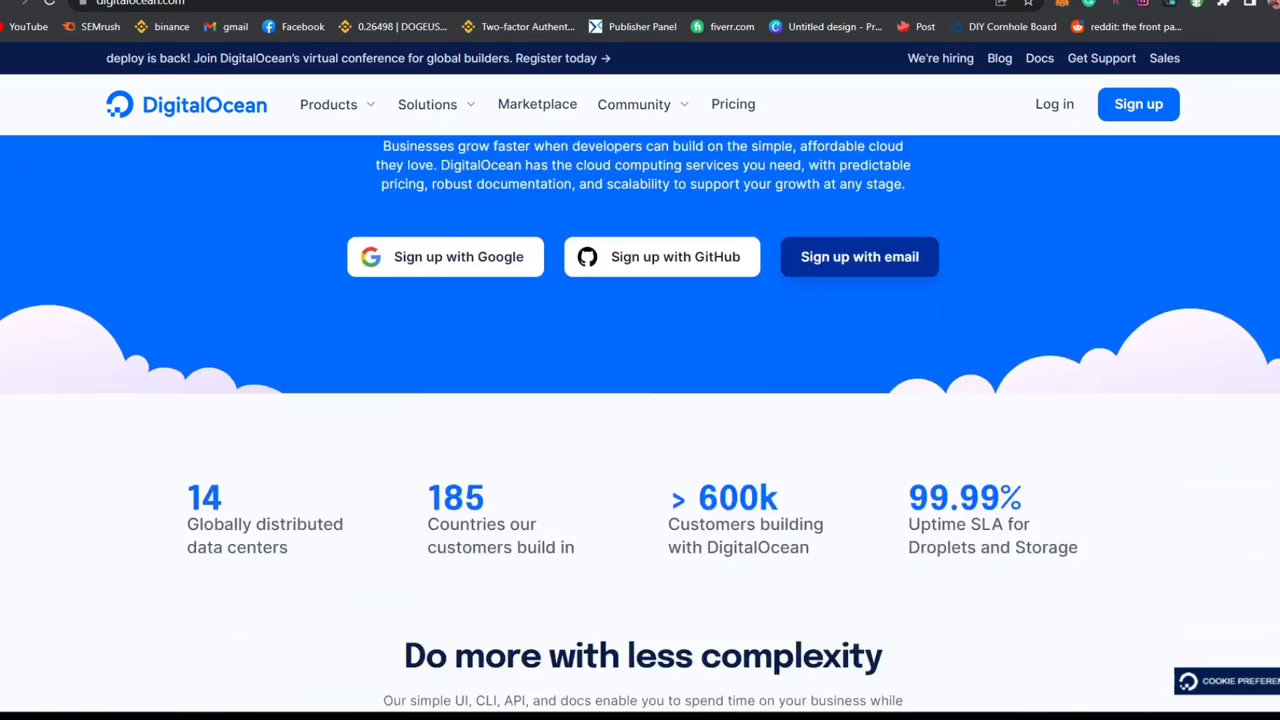 digitalocean.com
YouTube SEMrush binance gmail Facebook 0.26498 | DOGEUS... Two-factor Authent... Publisher Panel fiverr.com Untitled design - Pr... Post DIY Cornhole Board reddit: the front pa...
deploy is back! Join DigitalOcean's virtual conference for global builders. Register today → We're hiring Blog Docs Get Support Sales
DigitalOcean Products Solutions Marketplace Community Pricing Log in Sign up
Businesses grow faster when developers can build on the simple, affordable cloud
they love. DigitalOcean has the cloud computing services you need, with predictable
pricing, robust documentation, and scalability to support your growth at any stage.
Sign up with Google Sign up with GitHub Sign up with email
14 185 > 600k 99.99%
Globally distributed Countries our Customers building Uptime SLA for
data centers customers build in with DigitalOcean Droplets and Storage
Do more with less complexity
COOKIE PREFEREN
Our simple UI, CLI, API, and docs enable you to spend time on your business while